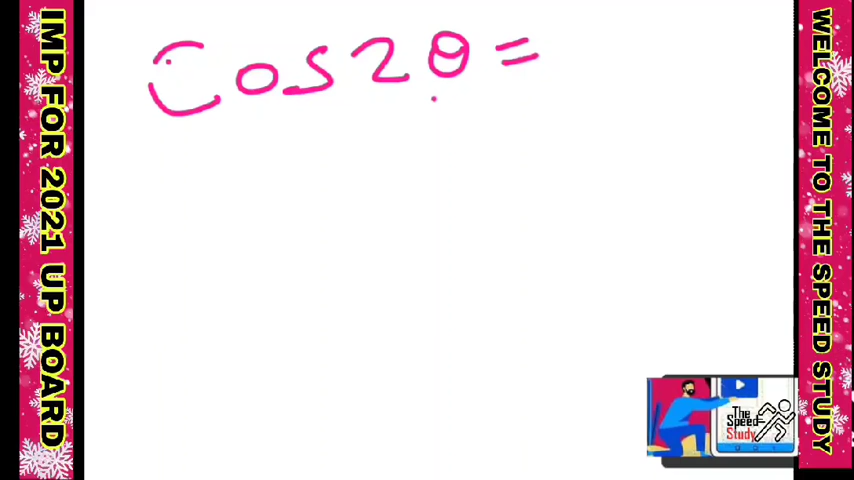 IMP FOR 2021 UP BOARD
Cos2θ=
WELCOME TO THE SPEED STUDY
The
Speed
Study